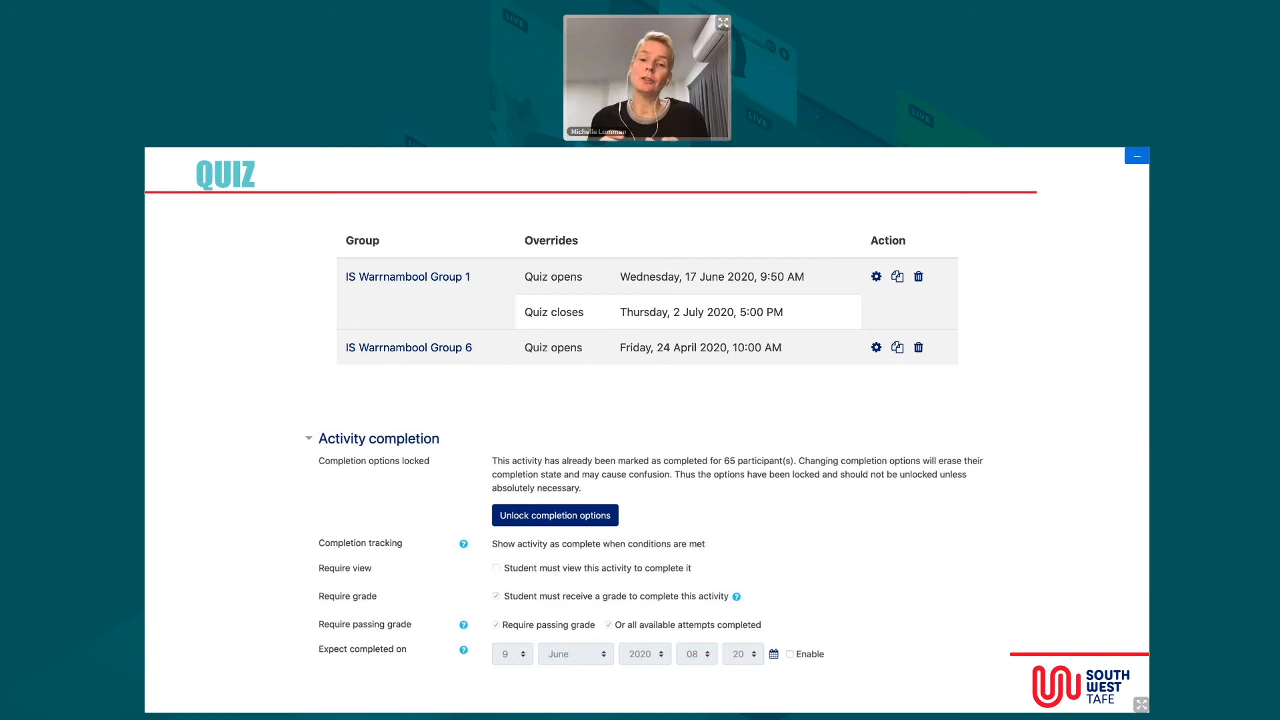 LIVE
LIVE
LIVE
Michelle Lomman
QUIZ
Group Overrides Action
IS Warrnambool Group 1 Quiz opens Wednesday, 17 June 2020, 9:50 AM
Quiz closes Thursday, 2 July 2020, 5:00 PM
IS Warrnambool Group 6 Quiz opens Friday, 24 April 2020, 10:00 AM
Activity completion
Completion options locked This activity has already been marked as completed for 65 participant(s). Changing completion options will erase their
completion state and may cause confusion. Thus the options have been locked and should not be unlocked unless
absolutely necessary.
Unlock completion options
Completion tracking Show activity as complete when conditions are met
Require view Student must view this activity to complete it
Require grade Student must receive a grade to complete this activity
Require passing grade Require passing grade Or all available attempts completed
Expect completed on 9 June 2020 08 20 Enable
SOUTH
WEST
TAFE